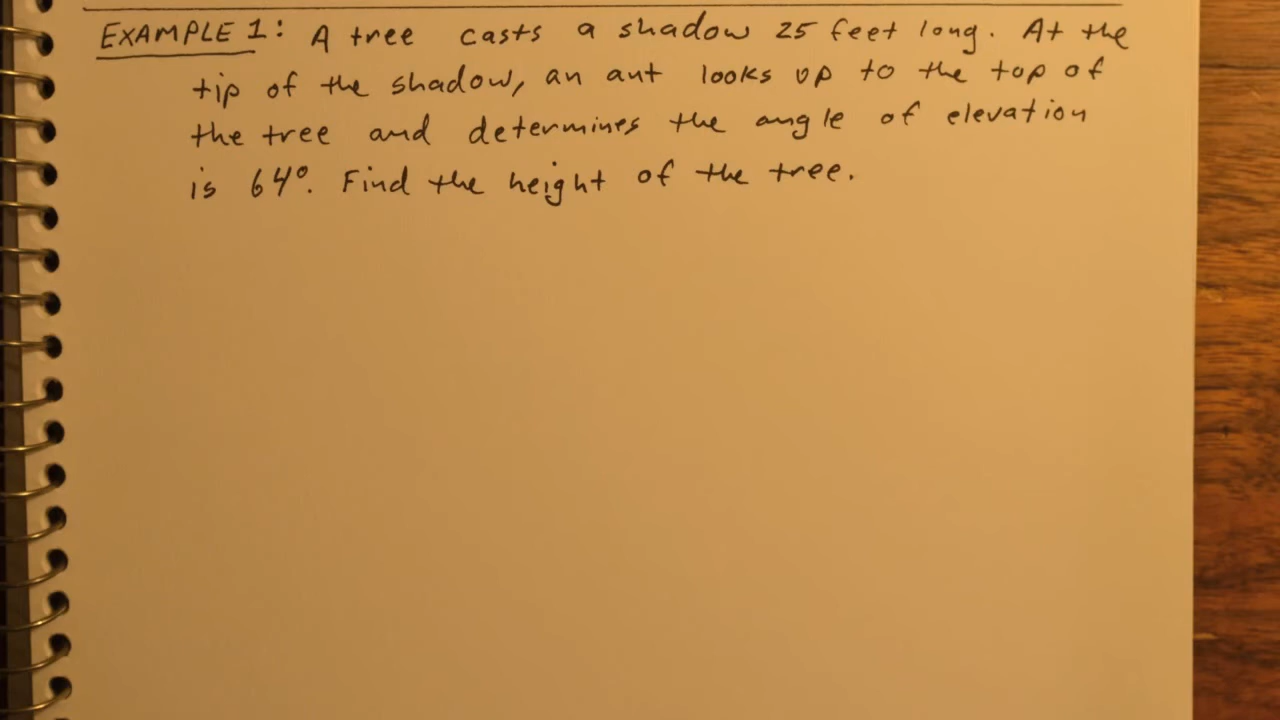 EXAMPLE 1: A tree casts a shadow 25 feet long. At the
tip of the shadow, an ant looks up to the top of
the tree and determines the angle of elevation
is 64°. Find the height of the tree.